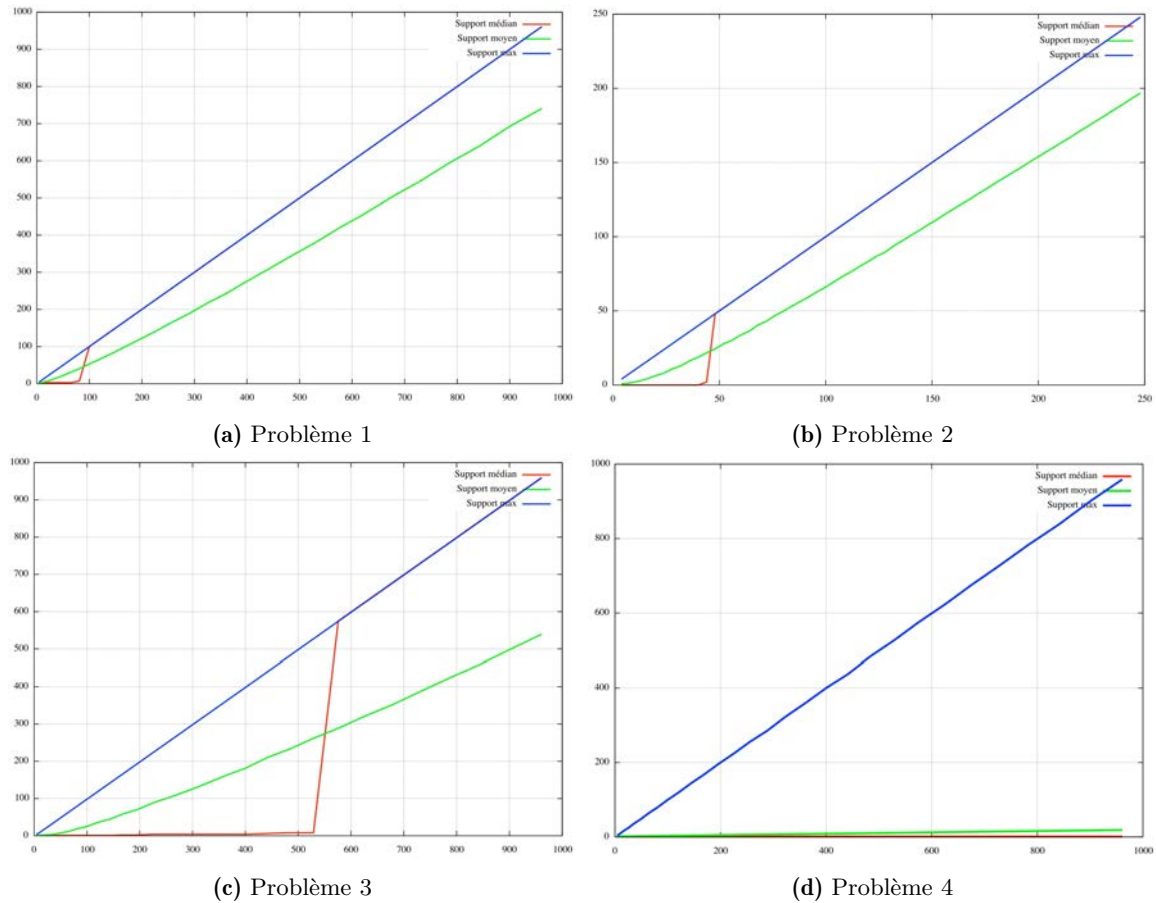 1000
900
800
700
600
500
400
300
200
100
0
Support médian
Support moyen
Support max
0 100 200 300 400 500 600 700 800 900 1000
(a) Problème 1
250
200
150
100
50
0
Support médian
Support moyen
Support max
0 50 100 150 200 250
(b) Problème 2
1000
900
800
700
600
500
400
300
200
100
0
Support médian
Support moyen
Support max
0 100 200 300 400 500 600 700 800 900 1000
(c) Problème 3
1000
800
600
400
200
0
Support médian
Support moyen
Support max
0 200 400 600 800 1000
(d) Problème 4